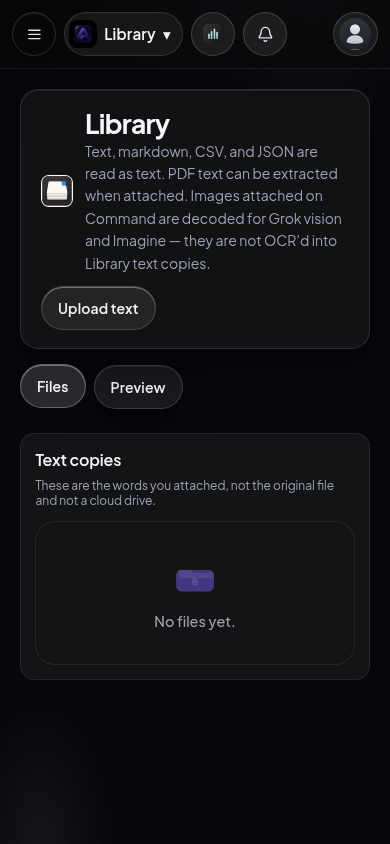 Library ▾
Library
Text, markdown, CSV, and JSON are
read as text. PDF text can be extracted
when attached. Images attached on
Command are decoded for Grok vision
and Imagine — they are not OCR'd into
Library text copies.
Upload text
Files
Preview
Text copies
These are the words you attached, not the original file
and not a cloud drive.
No files yet.